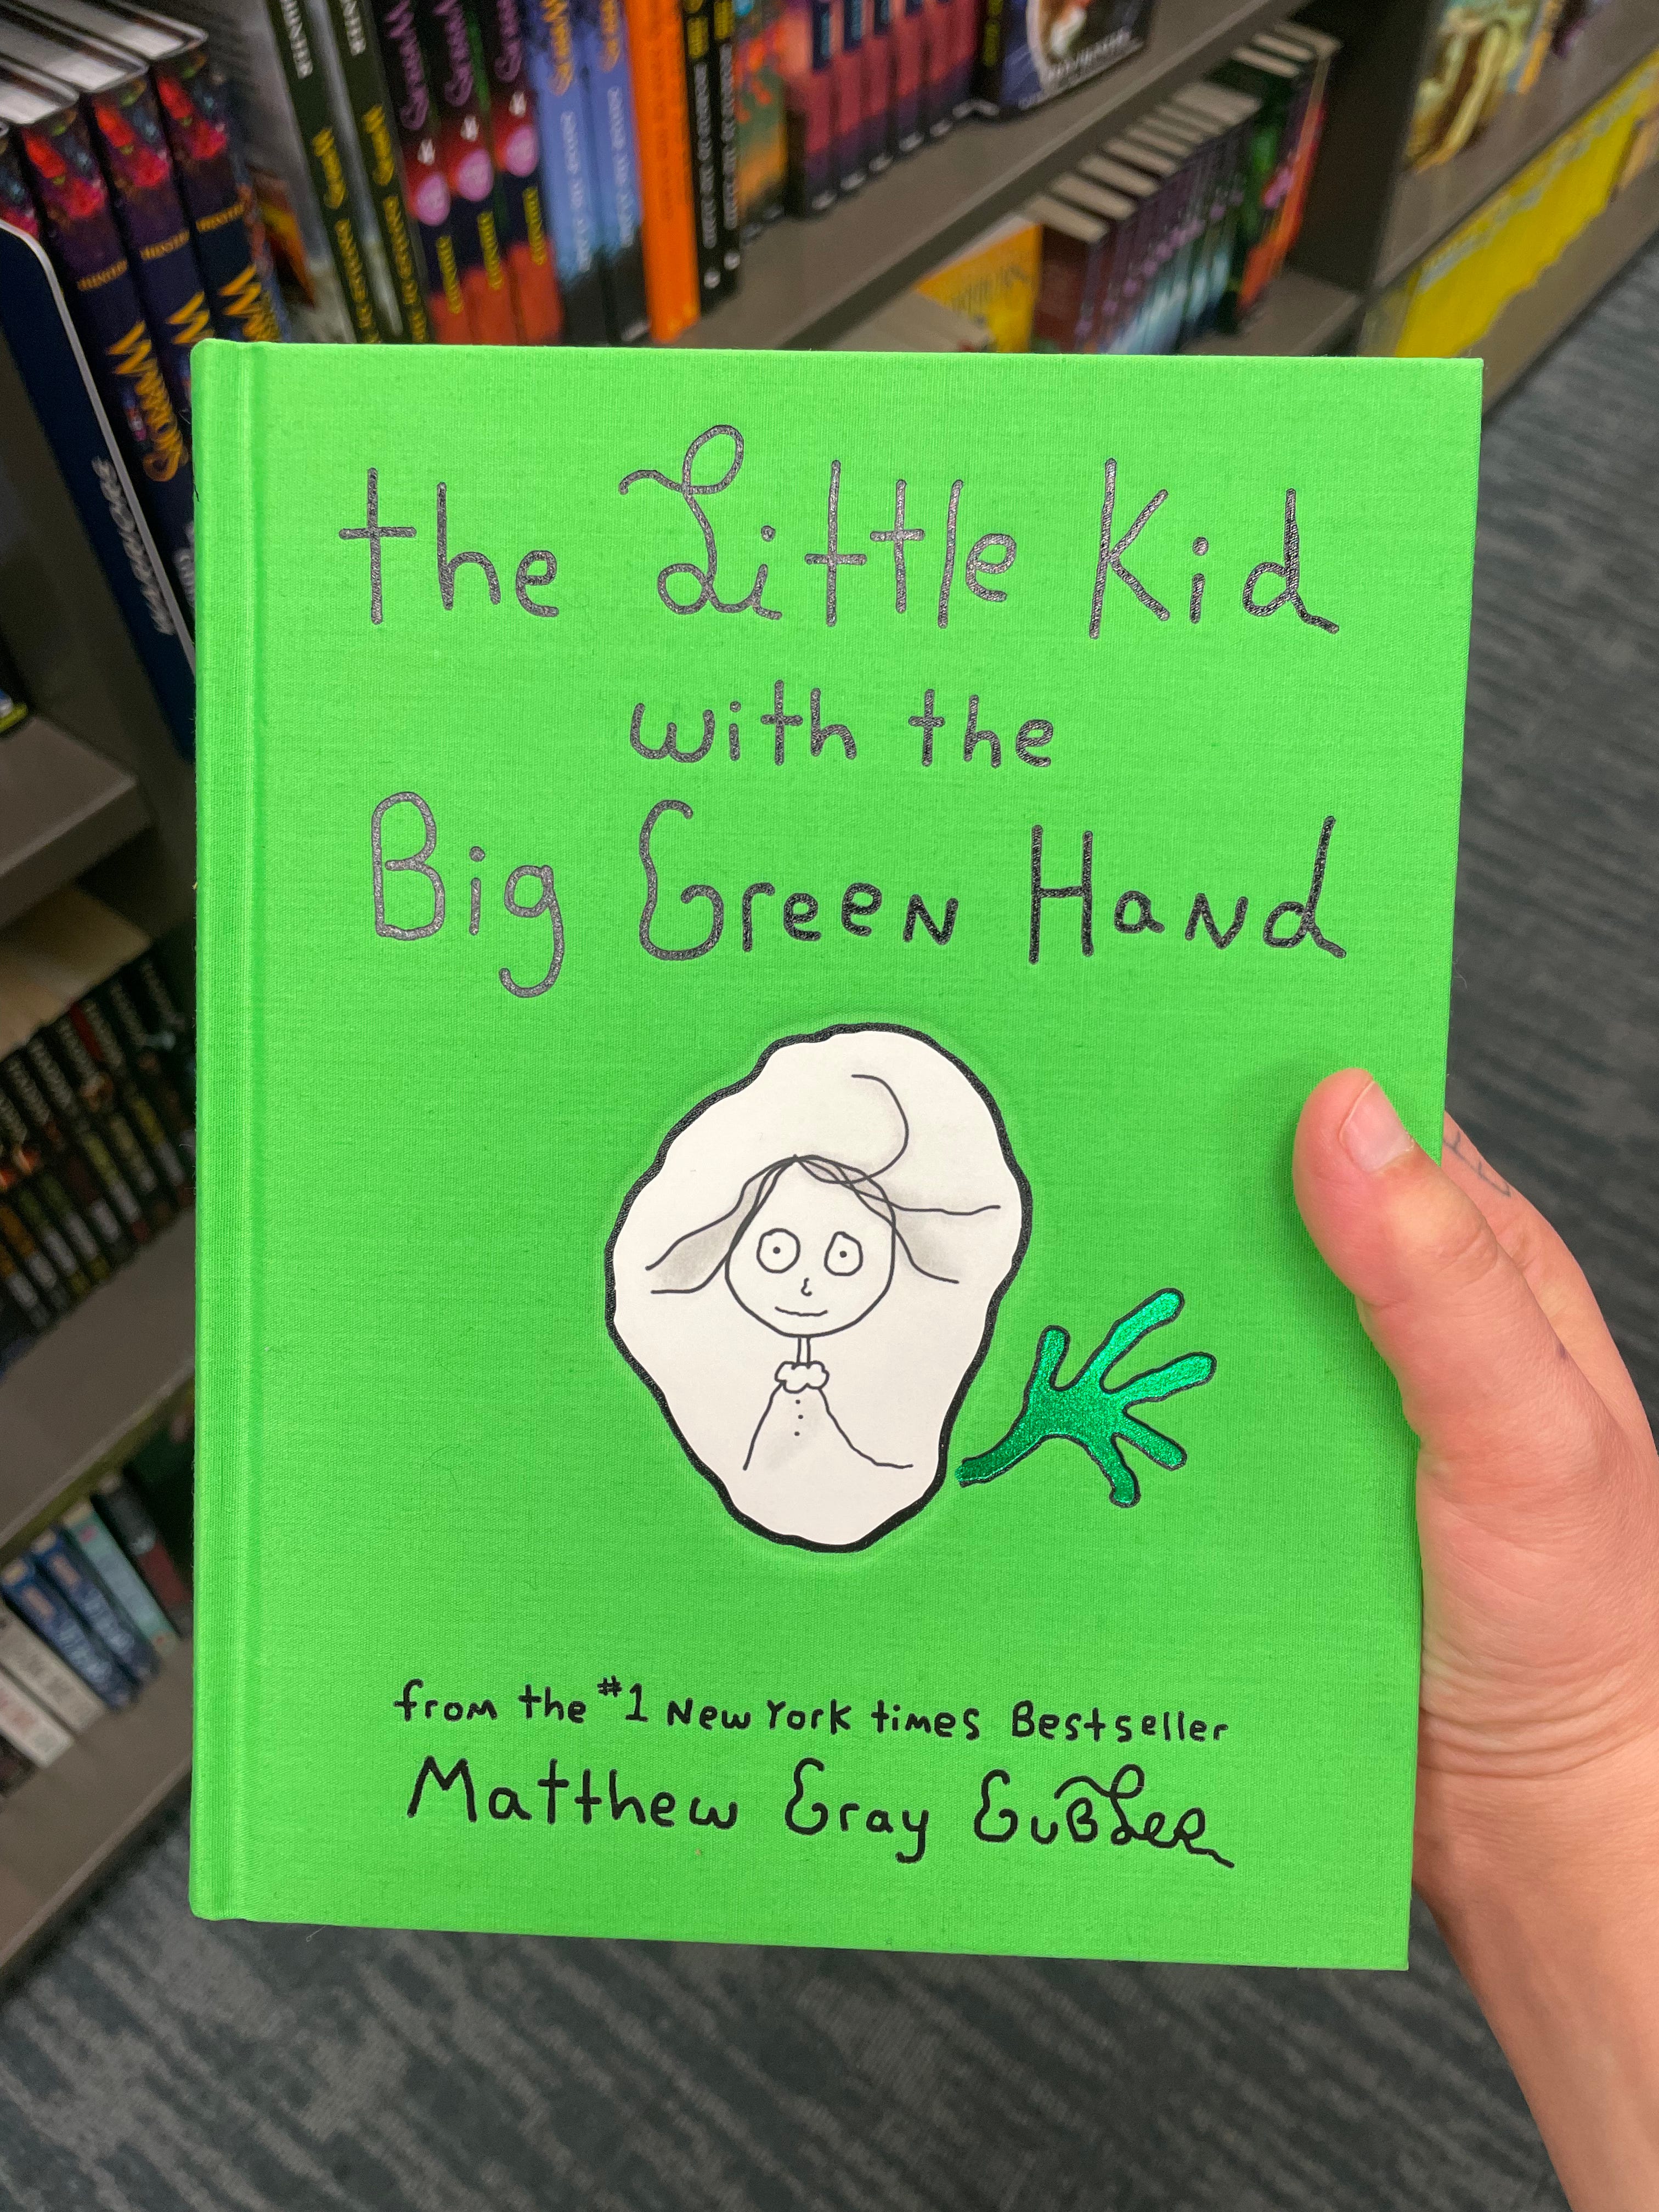 the Little Kid
with the
Big Green Hand
from the #1 New York times Bestseller
Matthew Gray GuBLer